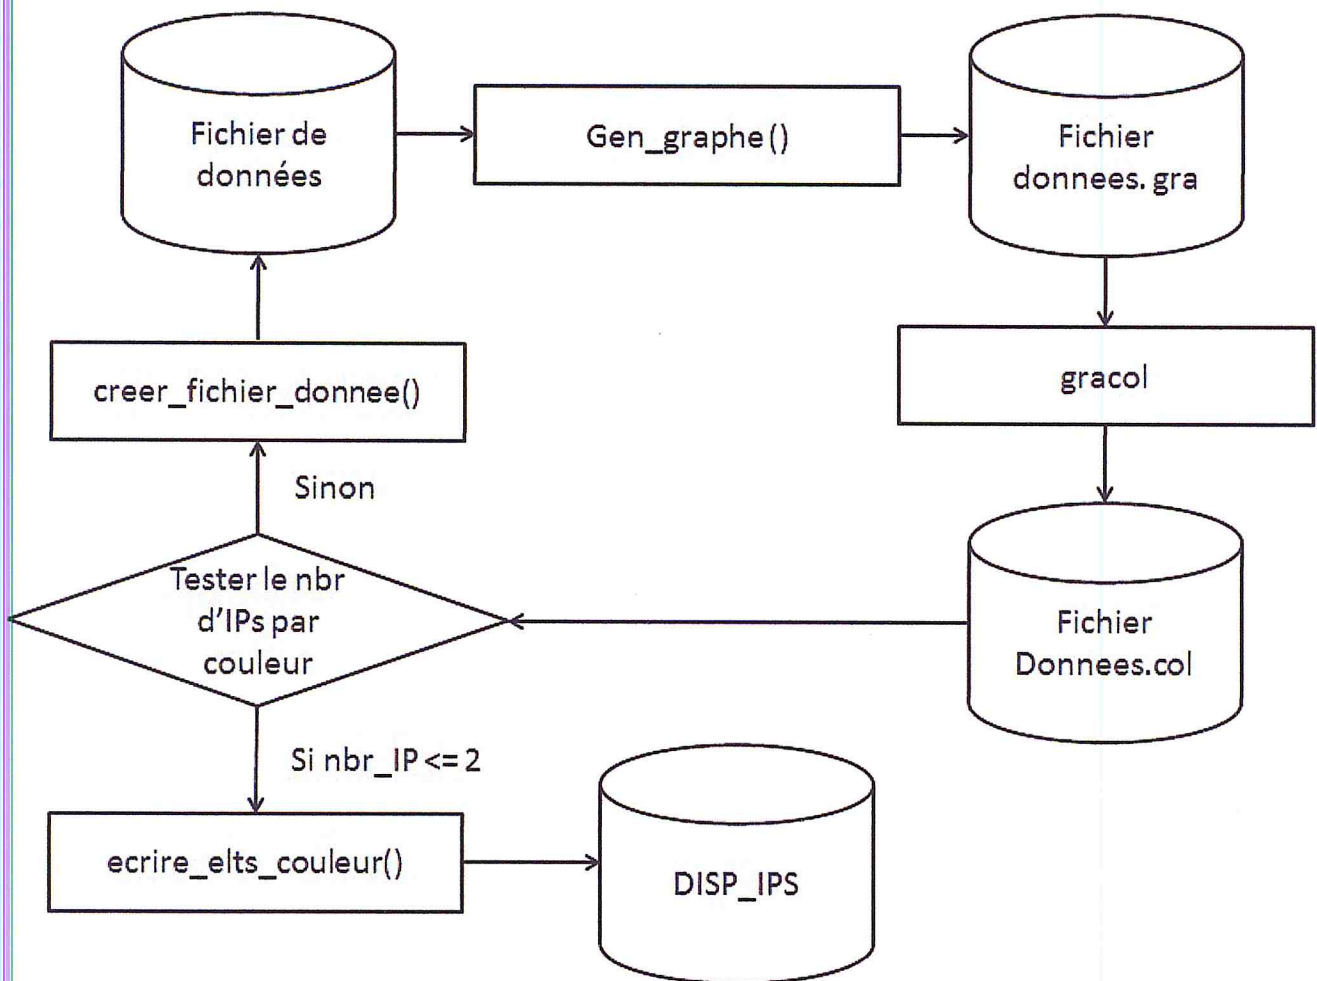 Fichier de
données
Gen_graphe()
Fichier
donnees. gra
creer_fichier_donnee()
gracol
Sinon
Tester le nbr
d'IPs par
couleur
Fichier
Donnees.col
Si nbr_IP <= 2
ecrire_elts_couleur()
DISP_IPS